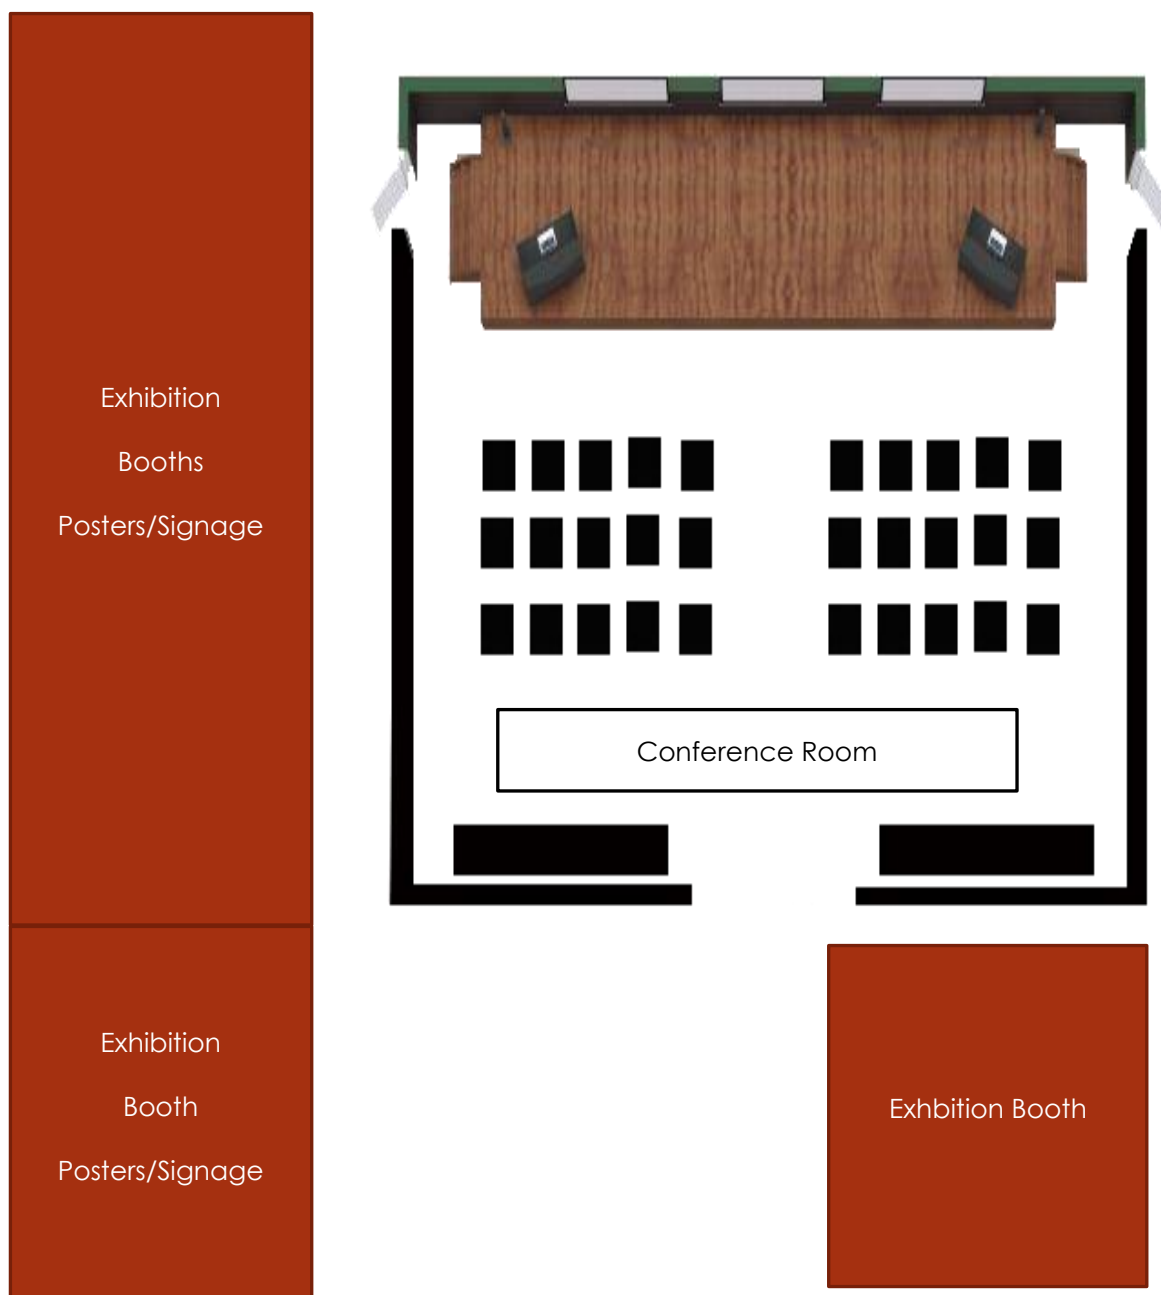 Exhibition
Booths
Posters/Signage
Conference Room
Exhibition
Booth
Posters/Signage
Exhbition Booth